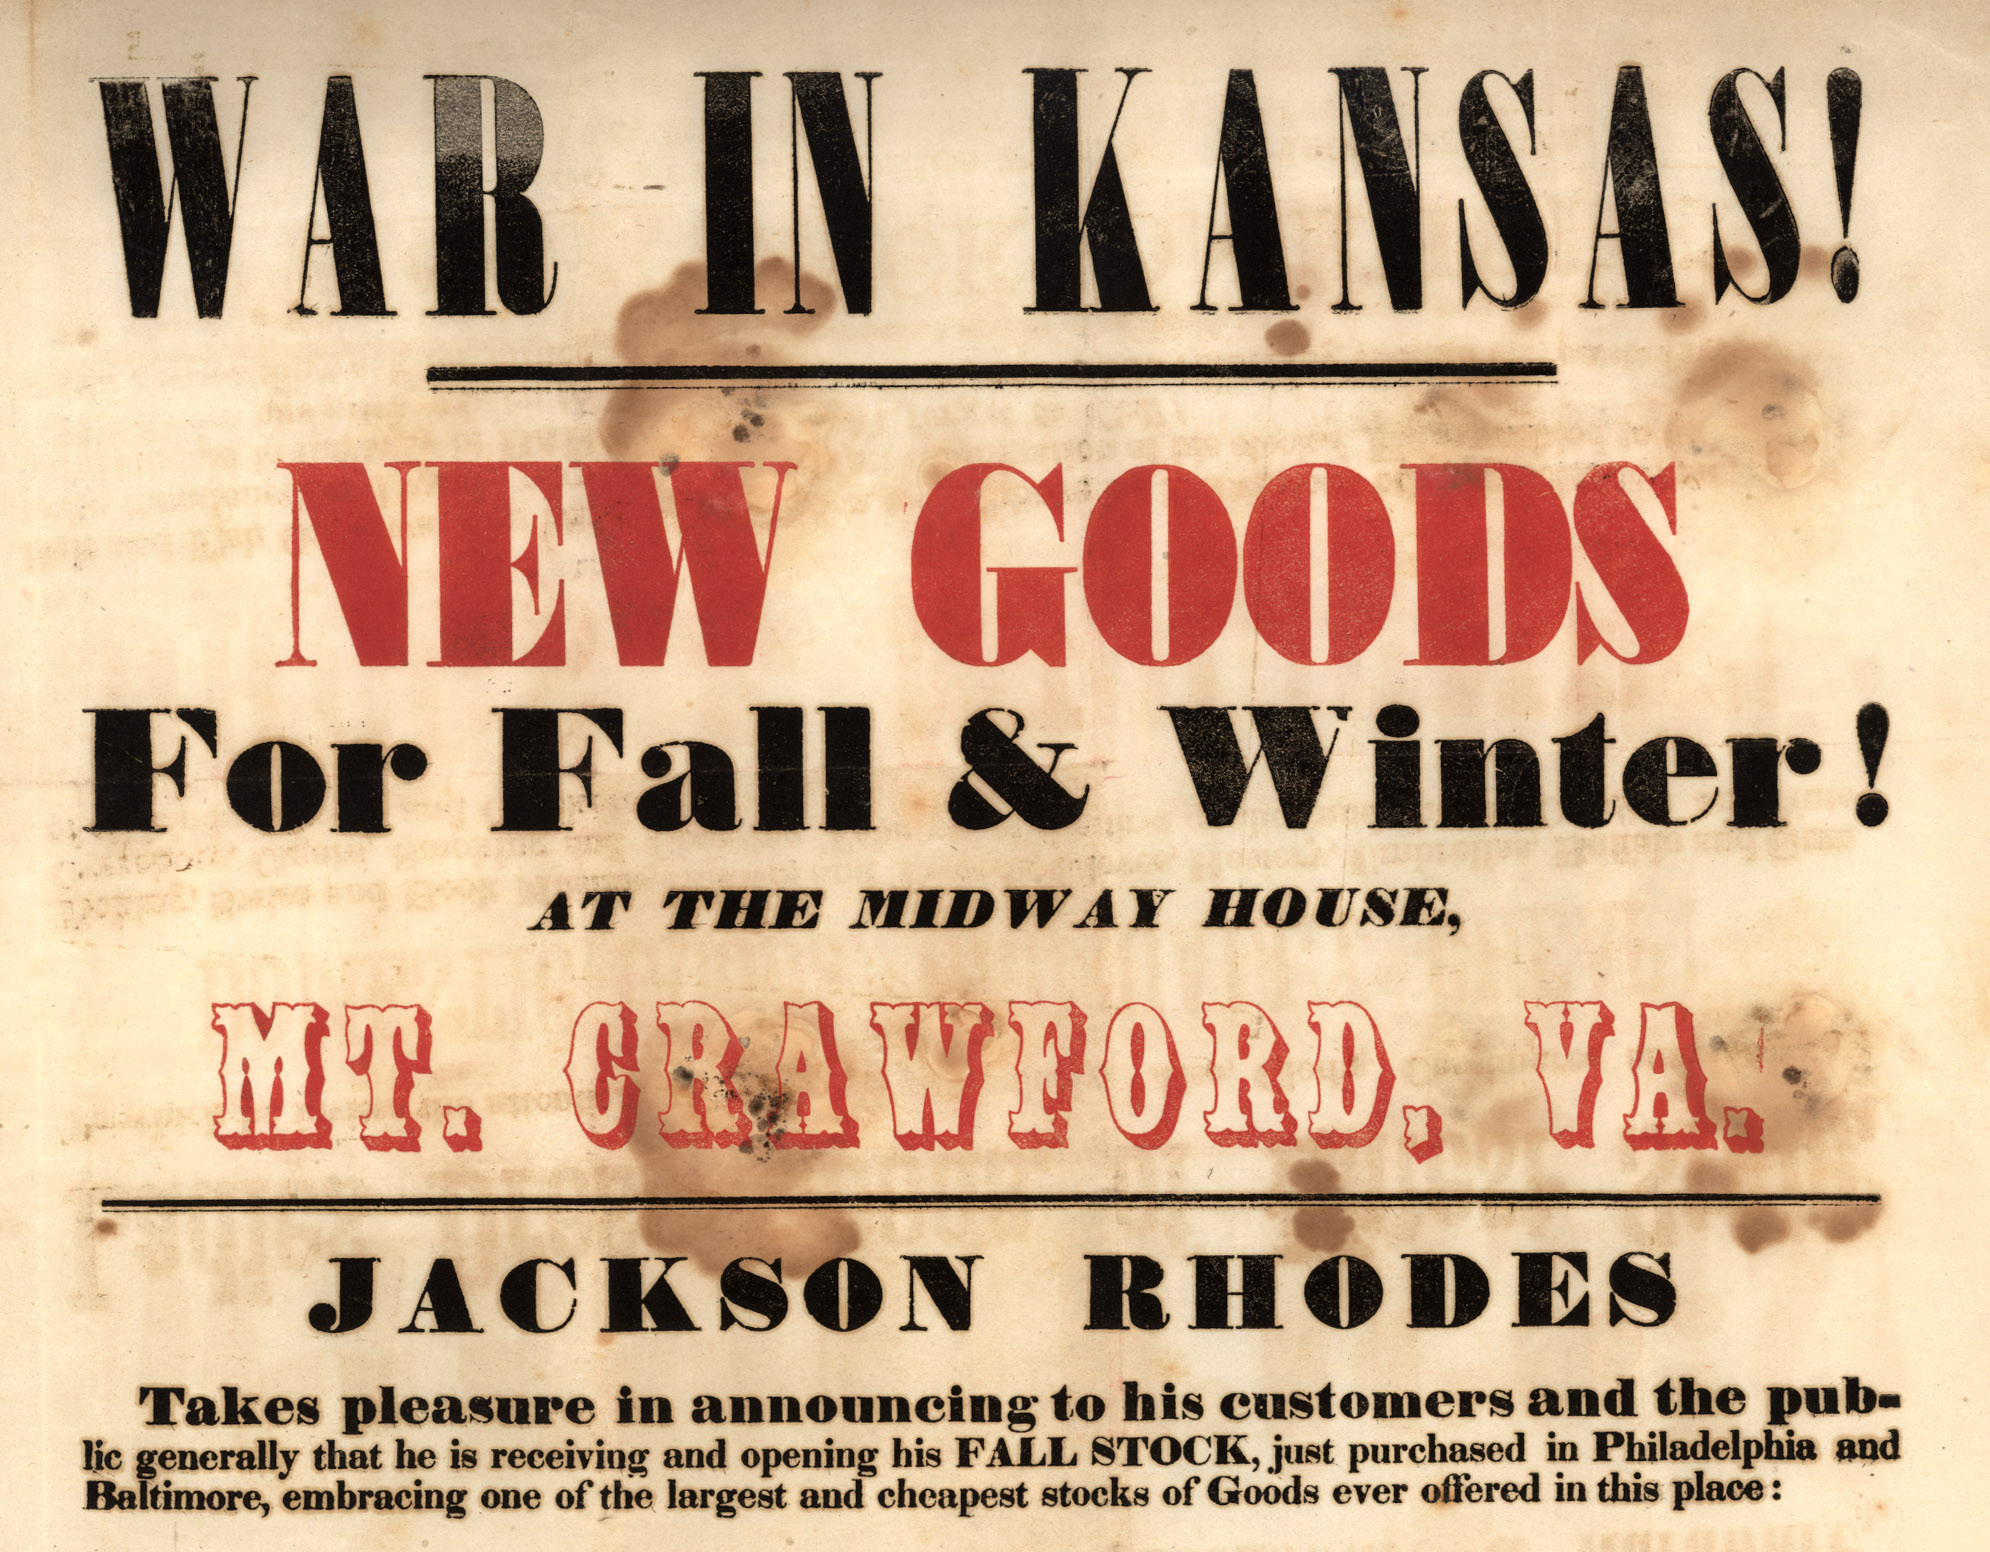 WAR IN KANSAS!
NEW GOODS
For Fall & Winter!
AT THE MIDWAY HOUSE,
MT. CRAWFORD, VA.
JACKSON RHODES
Takes pleasure in announcing to his customers and the pub-
lic generally that he is receiving and opening his FALL STOCK, just purchased in Philadelphia and
Baltimore, embracing one of the largest and cheapest stocks of Goods ever offered in this place: